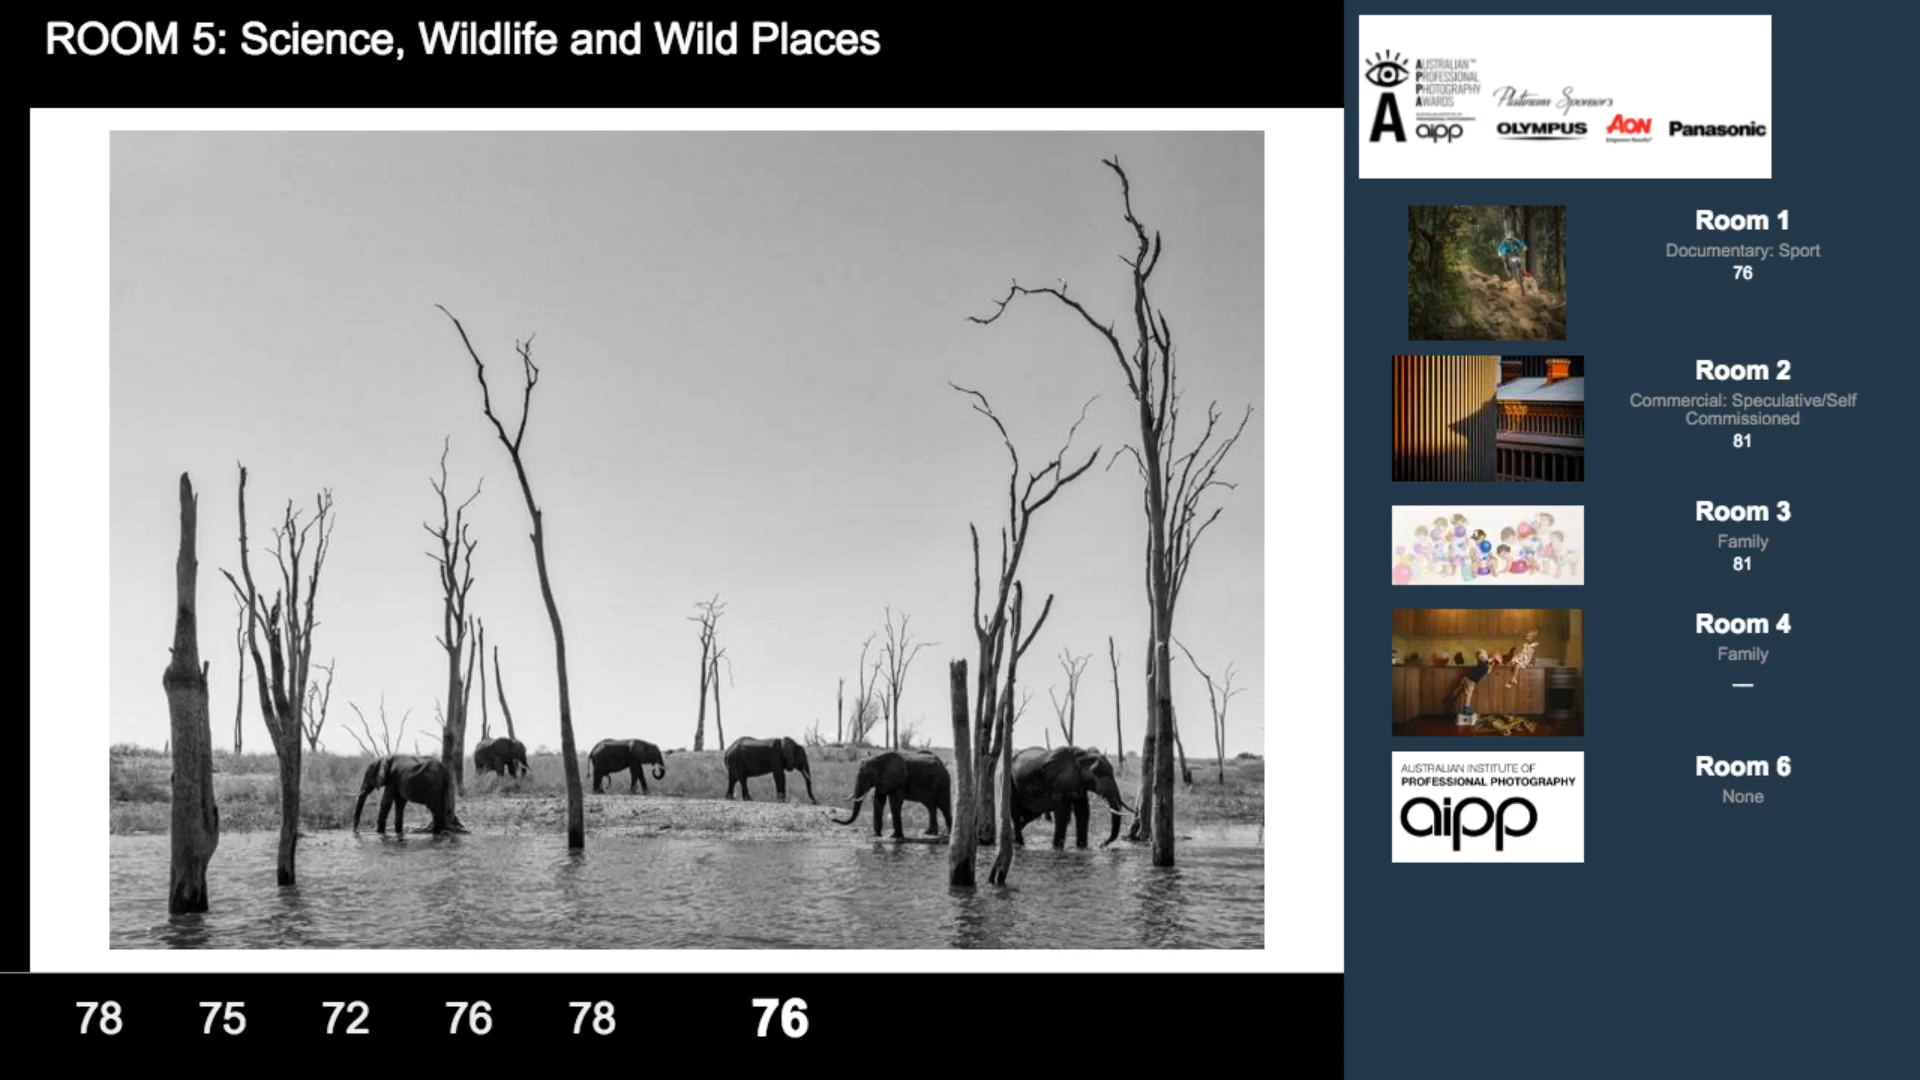 ROOM 5: Science, Wildlife and Wild Places
AUSTRALIAN™
PROFESSIONAL
PHOTOGRAPHY
AWARDS
aipp
Platinum Sponsors
OLYMPUS
AON
Panasonic
Room 1
Documentary: Sport
76
Room 2
Commercial: Speculative/Self
Commissioned
81
Room 3
Family
81
Room 4
Family
—
AUSTRALIAN INSTITUTE OF
PROFESSIONAL PHOTOGRAPHY
aipp
Room 6
None
78 75 72 76 78 76